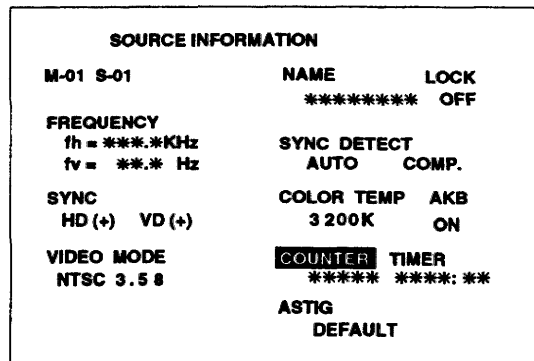 SOURCE INFORMATION
M-01 S-01
NAME LOCK
******** OFF
FREQUENCY
fh = ***.*KHz
fv = **.* Hz
SYNC DETECT
AUTO COMP.
SYNC
HD (+) VD (+)
COLOR TEMP AKB
3200K ON
VIDEO MODE
NTSC 3.58
COUNTER TIMER
***** ****: **
ASTIG
DEFAULT